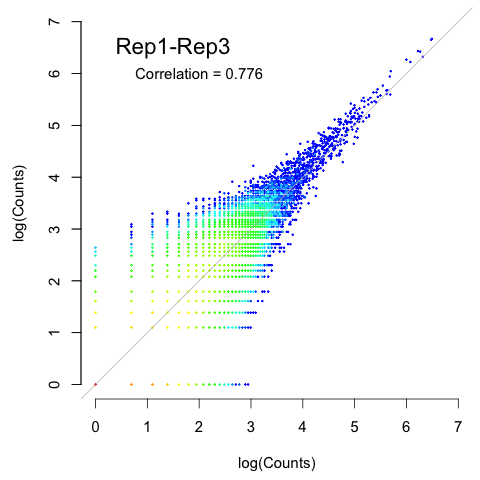 Rep1-Rep3
Correlation = 0.776
log(Counts)
7
6
5
4
3
2
1
0
0 1 2 3 4 5 6 7
log(Counts)